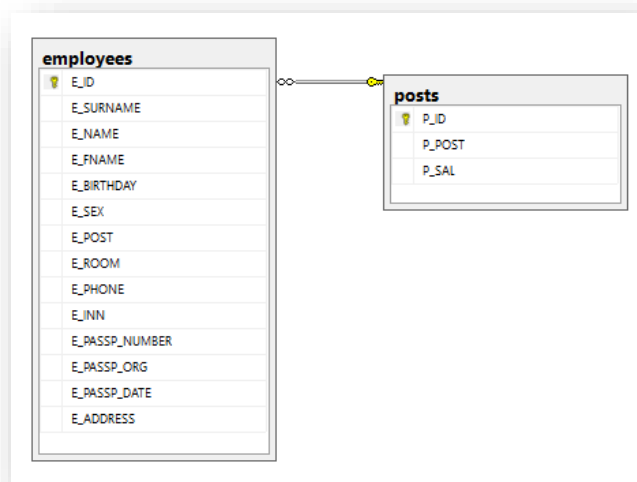 employees
E_ID
E_SURNAME
E_NAME
E_FNAME
E_BIRTHDAY
E_SEX
E_POST
E_ROOM
E_PHONE
E_INN
E_PASSP_NUMBER
E_PASSP_ORG
E_PASSP_DATE
E_ADDRESS
posts
P_ID
P_POST
P_SAL